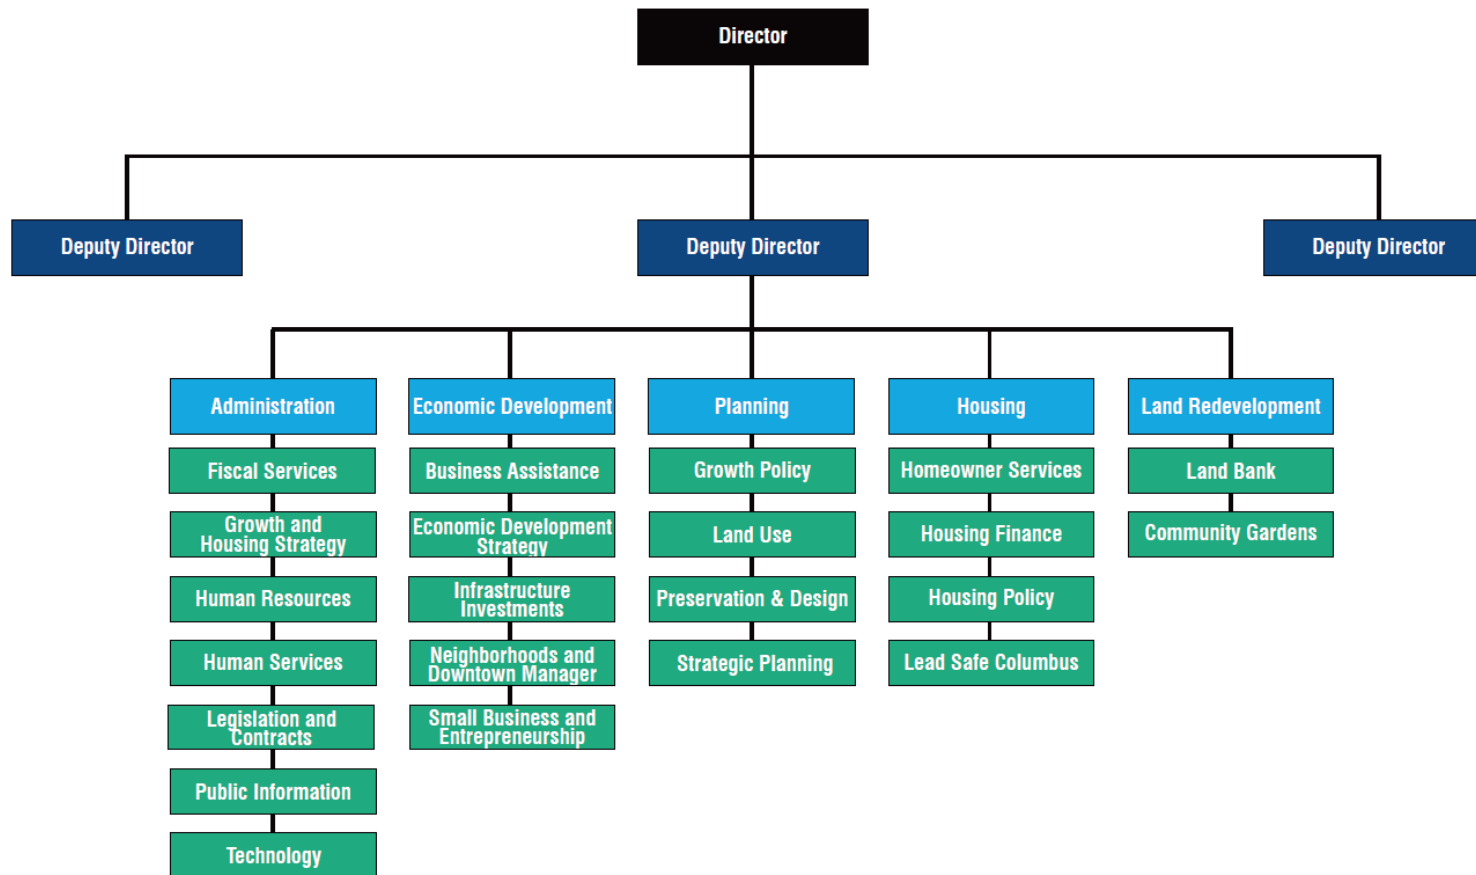 Director
Deputy Director
Deputy Director
Deputy Director
Administration
Fiscal Services
Growth and
Housing Strategy
Human Resources
Human Services
Legislation and
Contracts
Public Information
Technology
Economic Development
Business Assistance
Economic Development
Strategy
Infrastructure
Investments
Neighborhoods and
Downtown Manager
Small Business and
Entrepreneurship
Planning
Growth Policy
Land Use
Preservation & Design
Strategic Planning
Housing
Homeowner Services
Housing Finance
Housing Policy
Lead Safe Columbus
Land Redevelopment
Land Bank
Community Gardens